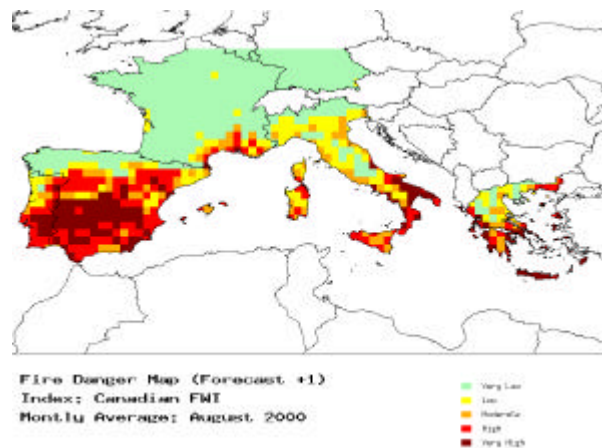 Fire Danger Map (Forecast +1)
Index: Canadian FWI
Montly Average: August 2000
Very Low
Low
Moderate
High
Very High